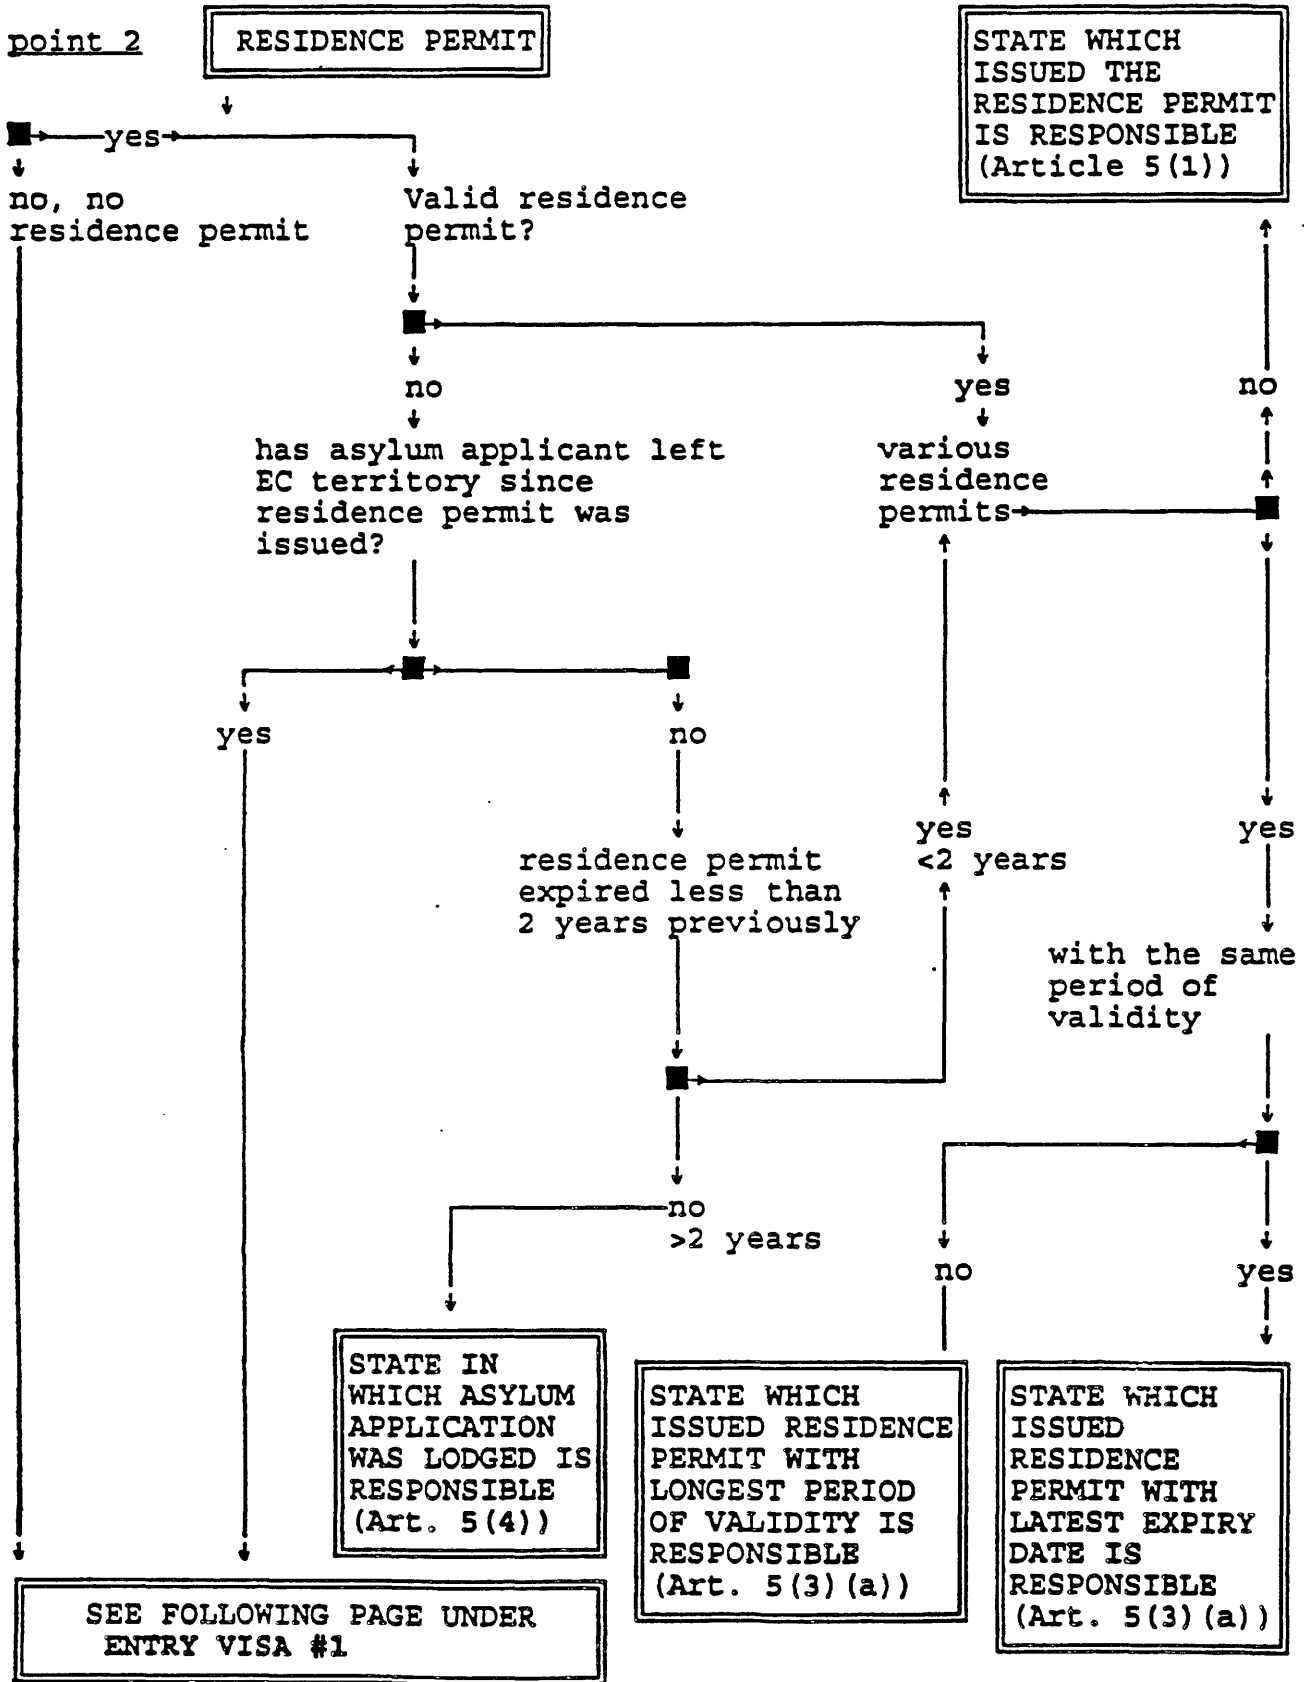 point 2
RESIDENCE PERMIT
STATE WHICH
ISSUED THE
RESIDENCE PERMIT
IS RESPONSIBLE
(Article 5(1))
yes
no, no
residence permit
Valid residence
permit?
no
yes
no
has asylum applicant left
EC territory since
residence permit was
issued?
various
residence
permits
yes
no
residence permit
expired less than
2 years previously
yes
<2 years
yes
with the same
period of
validity
no
>2 years
no
yes
STATE IN
WHICH ASYLUM
APPLICATION
WAS LODGED IS
RESPONSIBLE
(Art. 5(4))
STATE WHICH
ISSUED RESIDENCE
PERMIT WITH
LONGEST PERIOD
OF VALIDITY IS
RESPONSIBLE
(Art. 5(3)(a))
STATE WHICH
ISSUED
RESIDENCE
PERMIT WITH
LATEST EXPIRY
DATE IS
RESPONSIBLE
(Art. 5(3)(a))
SEE FOLLOWING PAGE UNDER
ENTRY VISA #1